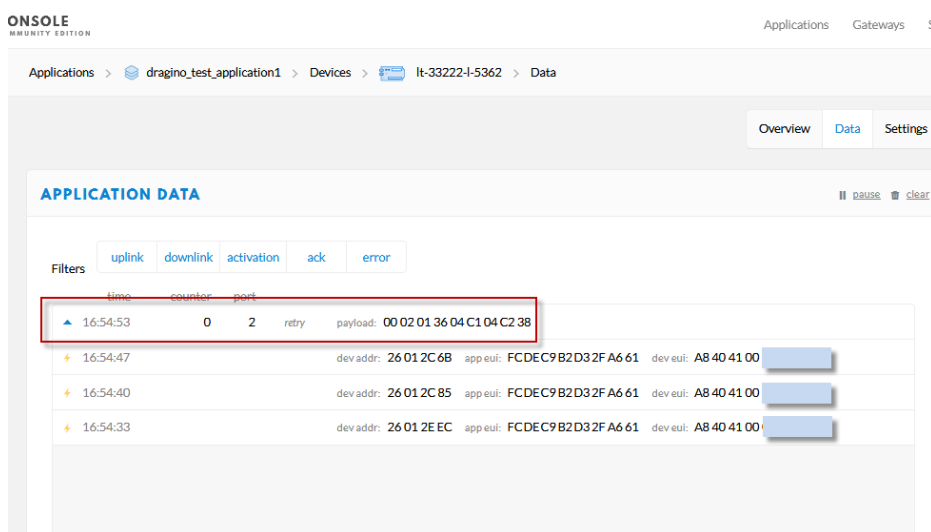 ONSOLE
MMUNITY EDITION
Applications Gateways S
Applications > dragino_test_application1 > Devices > lt-33222-l-5362 > Data
Overview Data Settings
APPLICATION DATA
pause clear
Filters uplink downlink activation ack error
time counter port
16:54:53 0 2 retry payload: 00 02 01 36 04 C1 04 C2 38
16:54:47 dev addr: 26 01 2C 6B app eui: FC DE C9 B2 D3 2F A6 61 dev eui: A8 40 41 00
16:54:40 dev addr: 26 01 2C 85 app eui: FC DE C9 B2 D3 2F A6 61 dev eui: A8 40 41 00
16:54:33 dev addr: 26 01 2E EC app eui: FC DE C9 B2 D3 2F A6 61 dev eui: A8 40 41 00